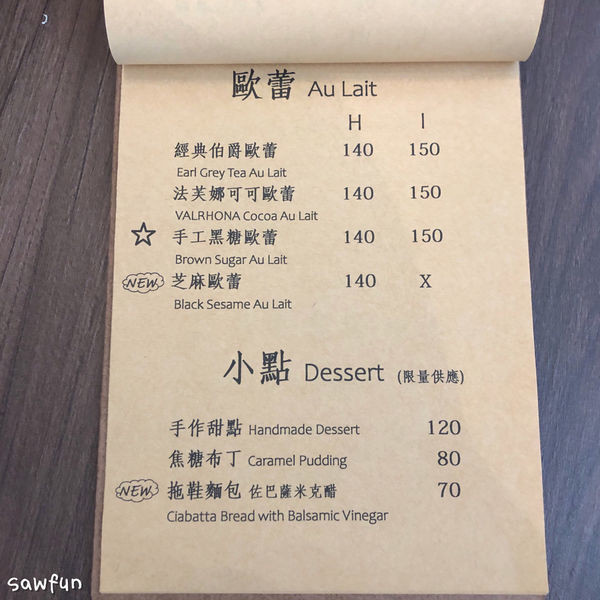 歐蕾 Au Lait
H I
經典伯爵歐蕾 140 150
Earl Grey Tea Au Lait
法芙娜可可歐蕾 140 150
VALRHONA Cocoa Au Lait
☆ 手工黑糖歐蕾 140 150
Brown Sugar Au Lait
NEW 芝麻歐蕾 140 X
Black Sesame Au Lait
小點 Dessert (限量供應)
手作甜點 Handmade Dessert 120
焦糖布丁 Caramel Pudding 80
NEW 拖鞋麵包 佐巴薩米克醋 70
Ciabatta Bread with Balsamic Vinegar
sawfun